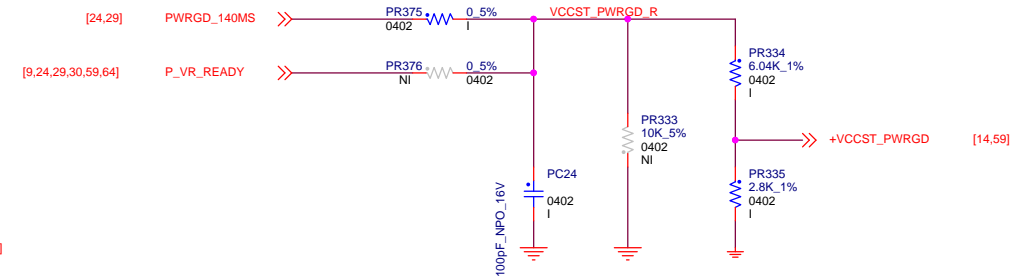 [24,29] PWRGD_140MS PR375 0_5% VCCST_PWRGD_R
0402 I
PR334
6.04K_1%
0402
I
[9,24,29,30,59,64] P_VR_READY PR376 0_5%
NI 0402
PR333
10K_5%
0402
NI
+VCCST_PWRGD [14,59]
PC24
0402
I
100pF_NPO_16V
PR335
2.8K_1%
0402
I
]